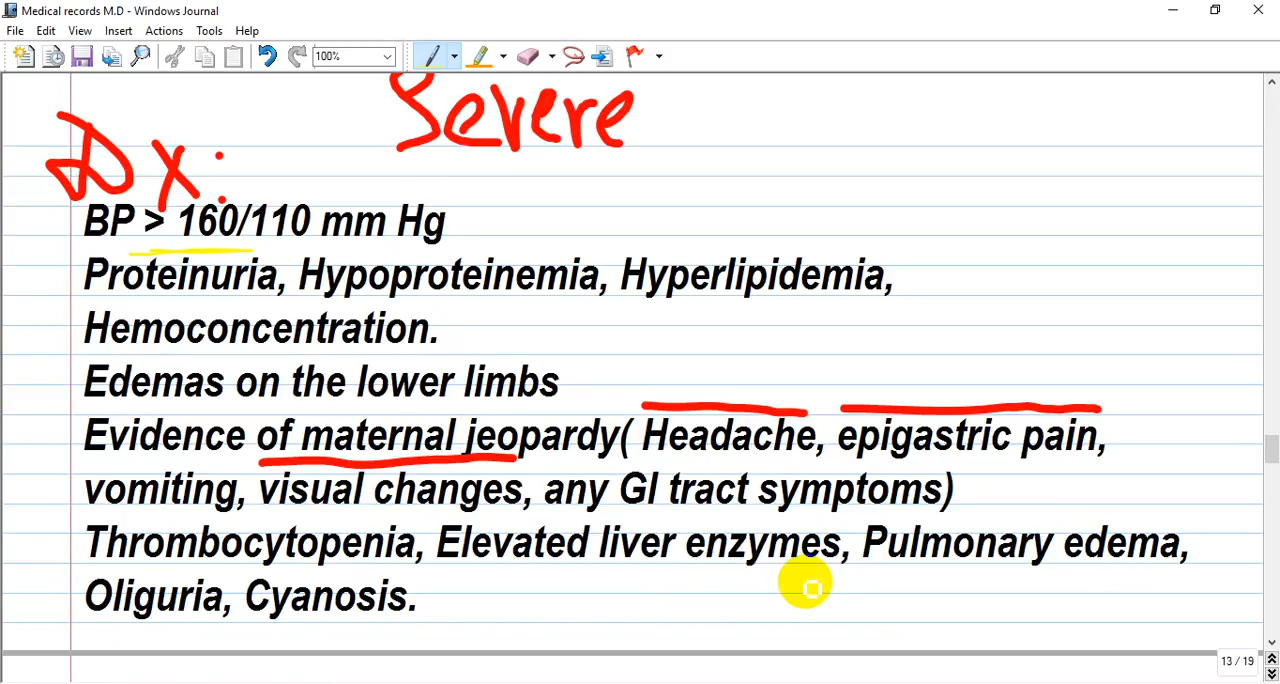 Medical records M.D - Windows Journal
File Edit View Insert Actions Tools Help
100%
Severe
Dx:
BP > 160/110 mm Hg
Proteinuria, Hypoproteinemia, Hyperlipidemia,
Hemoconcentration.
Edemas on the lower limbs
Evidence of maternal jeopardy( Headache, epigastric pain,
vomiting, visual changes, any GI tract symptoms)
Thrombocytopenia, Elevated liver enzymes, Pulmonary edema,
Oliguria, Cyanosis.
13 / 19